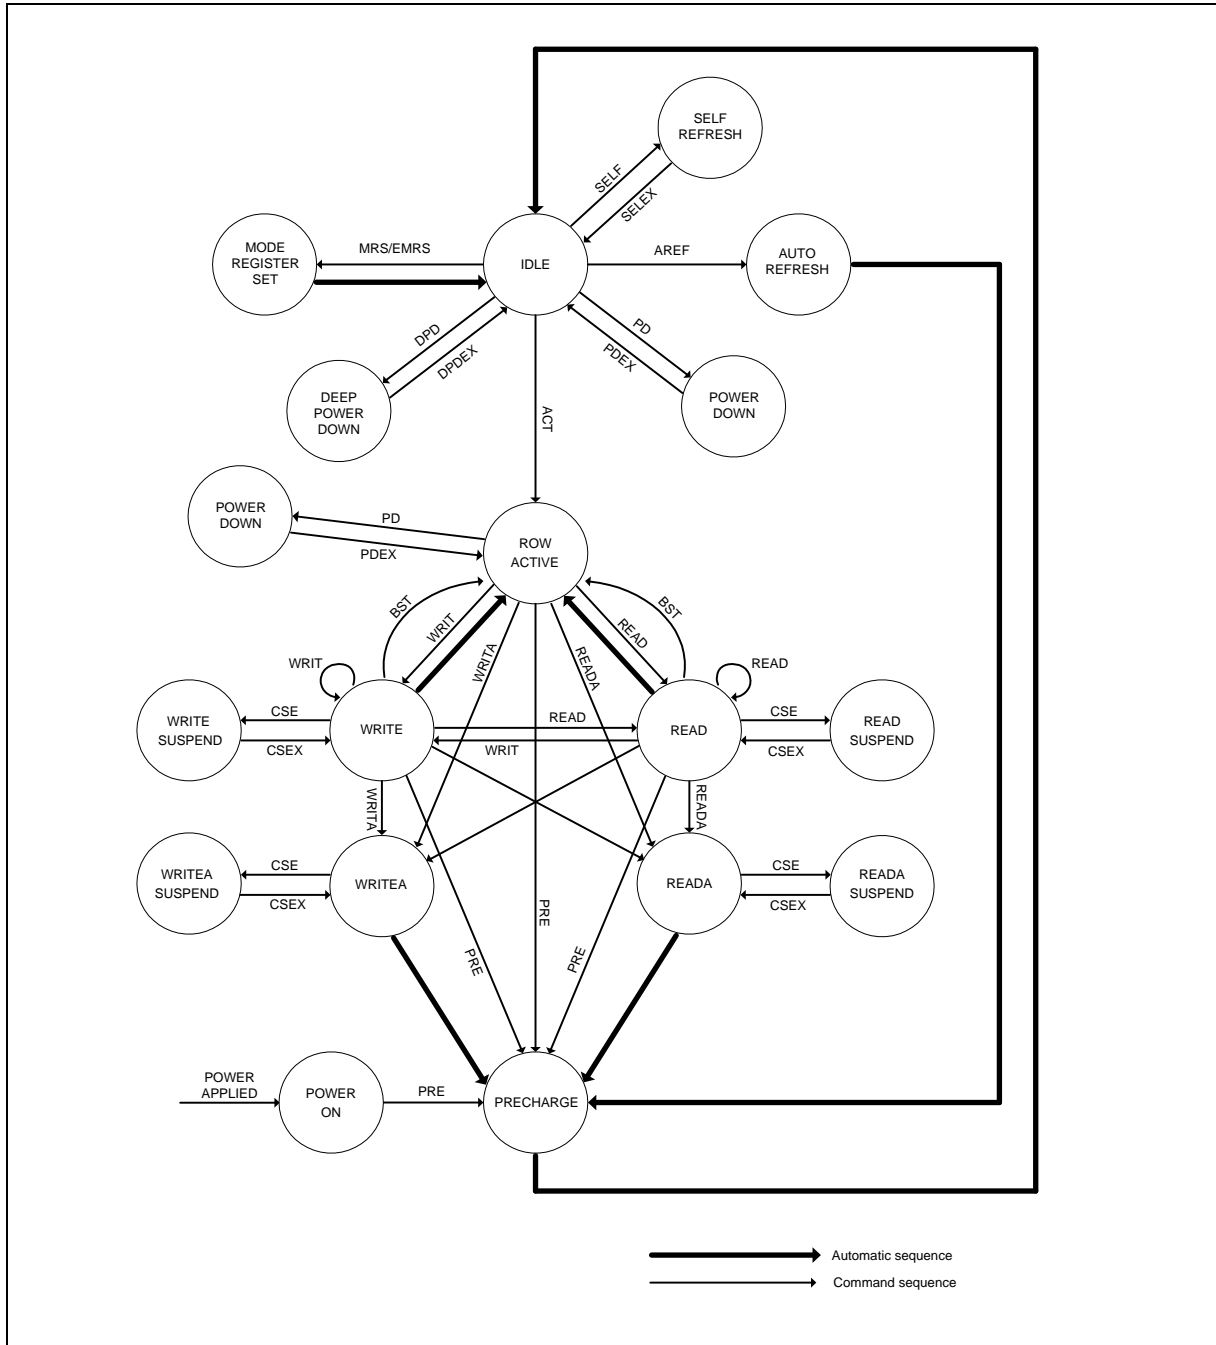 SELF
REFRESH
SELF
SELEX
MODE
REGISTER
SET
MRS/EMRS
IDLE
AREF
AUTO
REFRESH
DPD
DPDEX
PD
PDEX
DEEP
POWER
DOWN
POWER
DOWN
ACT
POWER
DOWN
PD
PDEX
ROW
ACTIVE
BST
WRIT
WRITA
READA
READ
BST
WRIT
READ
WRITE
SUSPEND
CSE
CSEX
WRITE
READ
WRIT
READ
CSE
CSEX
READ
SUSPEND
WRITA
READA
WRITEA
SUSPEND
CSE
CSEX
WRITEA
READA
CSE
CSEX
READA
SUSPEND
PRE
PRE
PRE
POWER
APPLIED
POWER
ON
PRE
PRECHARGE
Automatic sequence
Command sequence